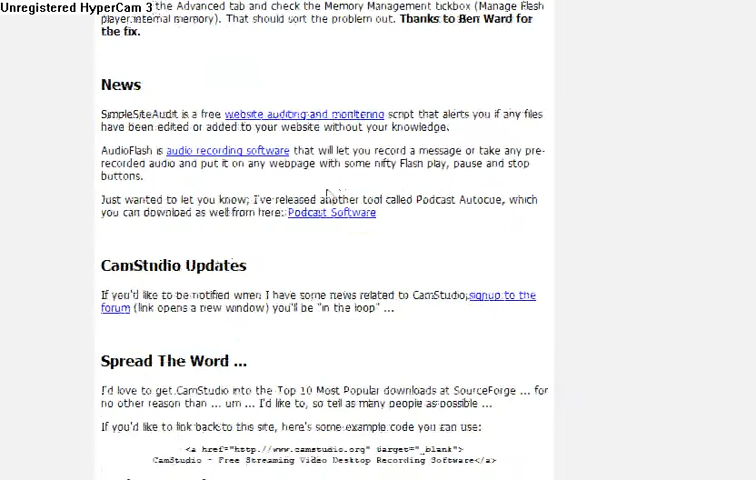 Unregistered HyperCam 3
the Advanced tab and check the Memory Management tickbox (Manage Flash
player internal memory). That should sort the problem out. Thanks to Ben Ward for
the fix.
News
SimpleSiteAudit is a free website auditing and monitoring script that alerts you if any files
have been edited or added to your website without your knowledge.
AudioFlash is audio recording software that will let you record a message or take any pre-
recorded audio and put it on any webpage with some nifty Flash play, pause and stop
buttons.
Just wanted to let you know; I've released another tool called Podcast Autocue, which
you can download as well from here: Podcast Software
CamStudio Updates
If you'd like to be notified when I have some news related to CamStudio, signup to the
forum (link opens a new window) you'll be "in the loop" ...
Spread The Word ...
I'd love to get CamStudio into the Top 10 Most Popular downloads at SourceForge ... for
no other reason than ... um ... I'd like to, so tell as many people as possible ...
If you'd like to link back to this site, here's some example code you can use:
<a href="http://www.camstudio.org" target="_blank">
CamStudio - Free Streaming Video Desktop Recording Software</a>